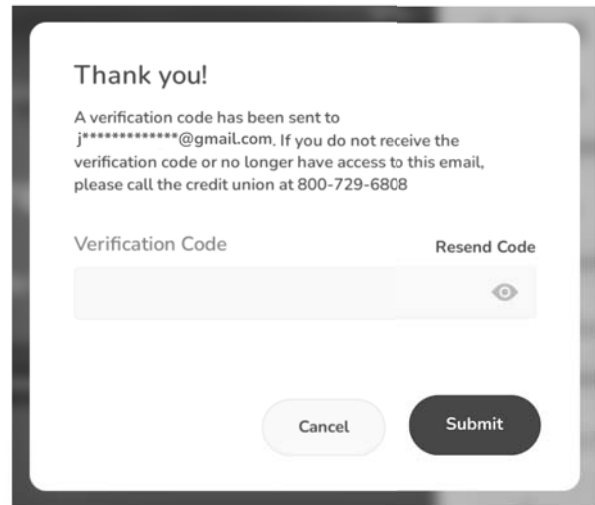 Thank you!
A verification code has been sent to
j*************@gmail.com. If you do not receive the
verification code or no longer have access to this email,
please call the credit union at 800-729-6808
Verification Code
Resend Code
Cancel
Submit